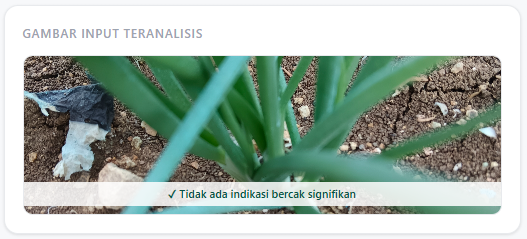 GAMBAR INPUT TERANALISIS
✓ Tidak ada indikasi bercak signifikan